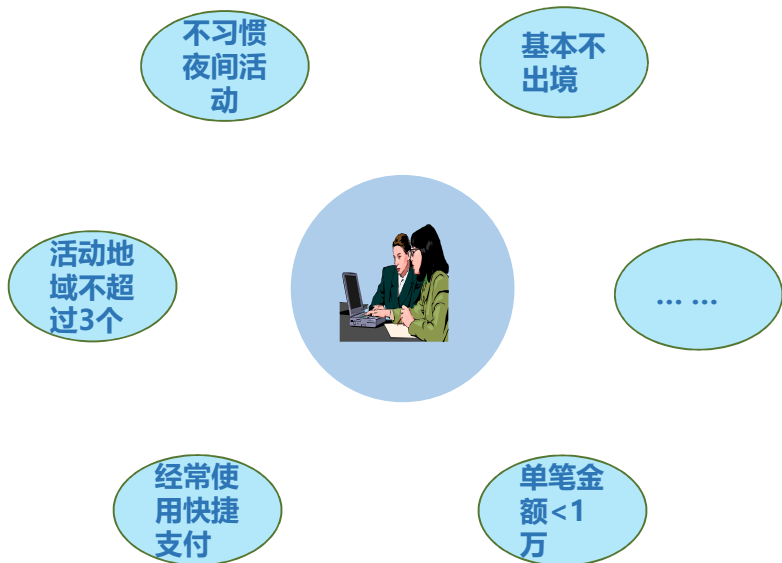 不习惯
夜间活
动
基本不
出境
活动地
域不超
过3个
... ...
经常使
用快捷
支付
单笔金
额<1
万